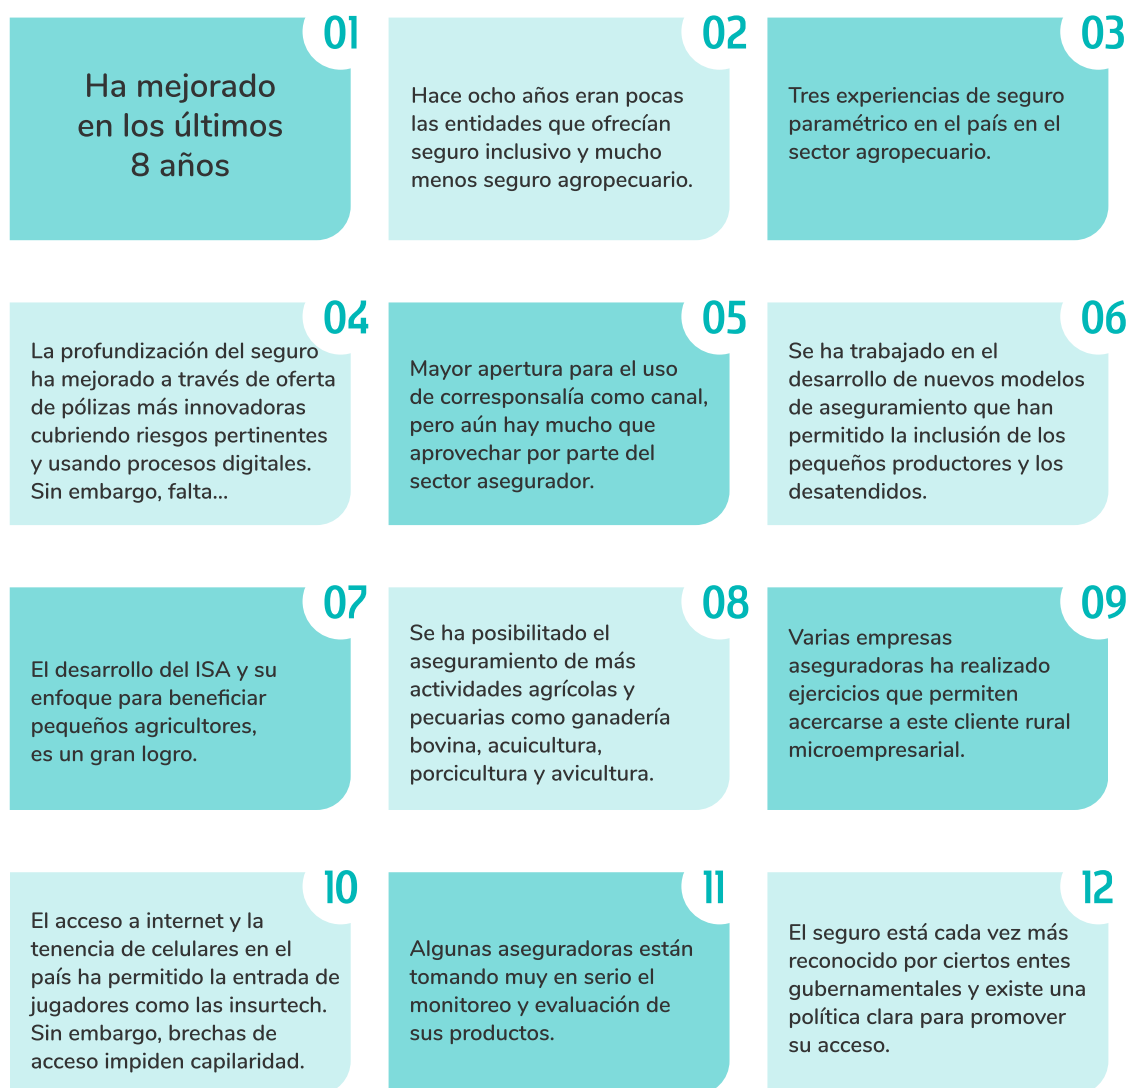 01
Ha mejorado
en los últimos
8 años
02
Hace ocho años eran pocas
las entidades que ofrecían
seguro inclusivo y mucho
menos seguro agropecuario.
03
Tres experiencias de seguro
paramétrico en el país en el
sector agropecuario.
04
La profundización del seguro
ha mejorado a través de oferta
de pólizas más innovadoras
cubriendo riesgos pertinentes
y usando procesos digitales.
Sin embargo, falta...
05
Mayor apertura para el uso
de corresponsalía como canal,
pero aún hay mucho que
aprovechar por parte del
sector asegurador.
06
Se ha trabajado en el
desarrollo de nuevos modelos
de aseguramiento que han
permitido la inclusión de los
pequeños productores y los
desatendidos.
07
El desarrollo del ISA y su
enfoque para beneficiar
pequeños agricultores,
es un gran logro.
08
Se ha posibilitado el
aseguramiento de más
actividades agrícolas y
pecuarias como ganadería
bovina, acuicultura,
porcicultura y avicultura.
09
Varias empresas
aseguradoras ha realizado
ejercicios que permiten
acercarse a este cliente rural
microempresarial.
10
El acceso a internet y la
tenencia de celulares en el
país ha permitido la entrada de
jugadores como las insurtech.
Sin embargo, brechas de
acceso impiden capilaridad.
11
Algunas aseguradoras están
tomando muy en serio el
monitoreo y evaluación de
sus productos.
12
El seguro está cada vez más
reconocido por ciertos entes
gubernamentales y existe una
política clara para promover
su acceso.